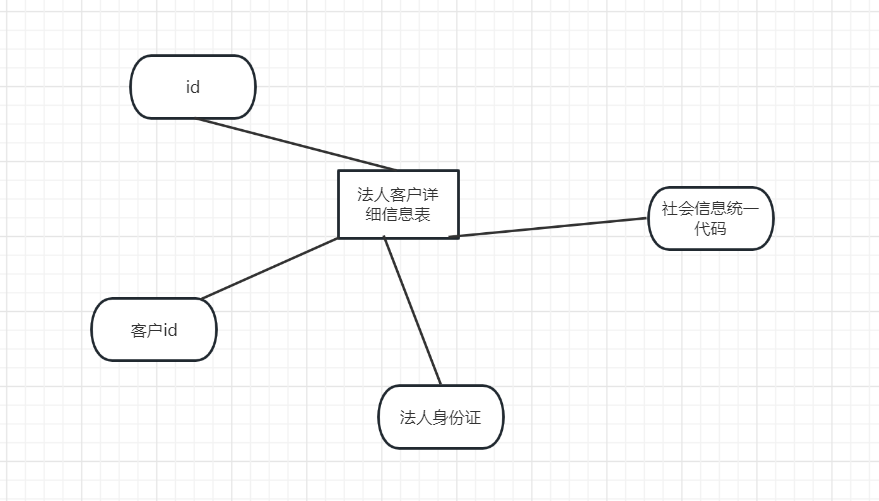 id
法人客户详
细信息表
社会信息统一
代码
客户id
法人身份证